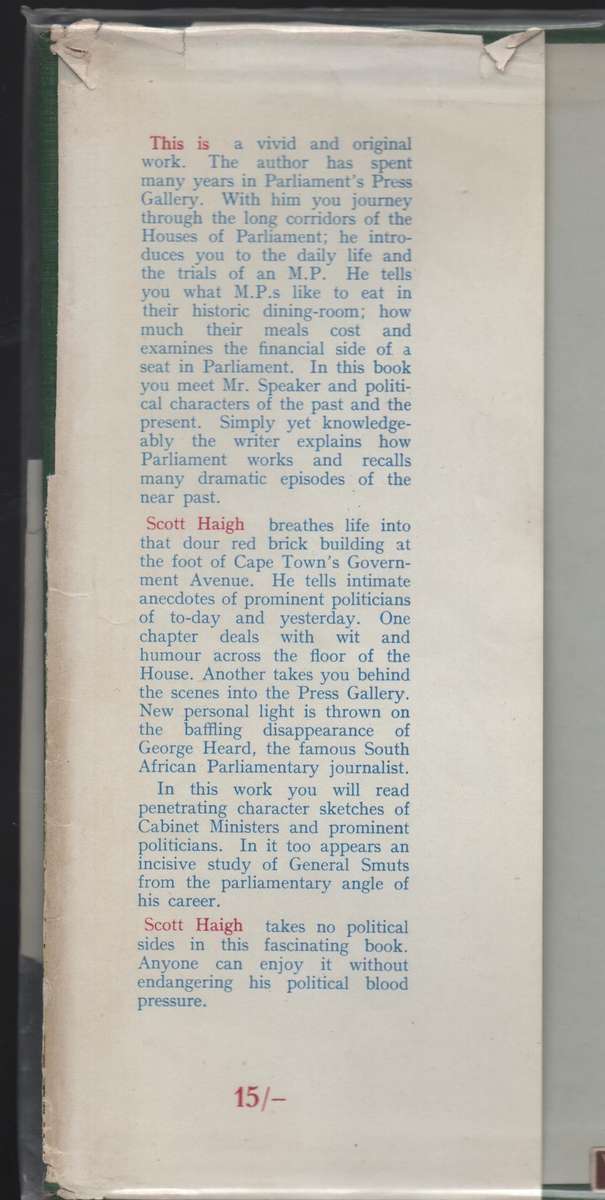 This is a vivid and original
work. The author has spent
many years in Parliament's Press
Gallery. With him you journey
through the long corridors of the
Houses of Parliament; he intro-
duces you to the daily life and
the trials of an M.P. He tells
you what M.P.s like to eat in
their historic dining-room; how
much their meals cost and
examines the financial side of a
seat in Parliament. In this book
you meet Mr. Speaker and politi-
cal characters of the past and the
present. Simply yet knowledge-
ably the writer explains how
Parliament works and recalls
many dramatic episodes of the
near past.
Scott Haigh breathes life into
that dour red brick building at
the foot of Cape Town's Govern-
ment Avenue. He tells intimate
anecdotes of prominent politicians
of to-day and yesterday. One
chapter deals with wit and
humour across the floor of the
House. Another takes you behind
the scenes into the Press Gallery.
New personal light is thrown on
the baffling disappearance of
George Heard, the famous South
African Parliamentary journalist.
In this work you will read
penetrating character sketches of
Cabinet Ministers and prominent
politicians. In it too appears an
incisive study of General Smuts
from the parliamentary angle of
his career.
Scott Haigh takes no political
sides in this fascinating book.
Anyone can enjoy it without
endangering his political blood
pressure.
15/-